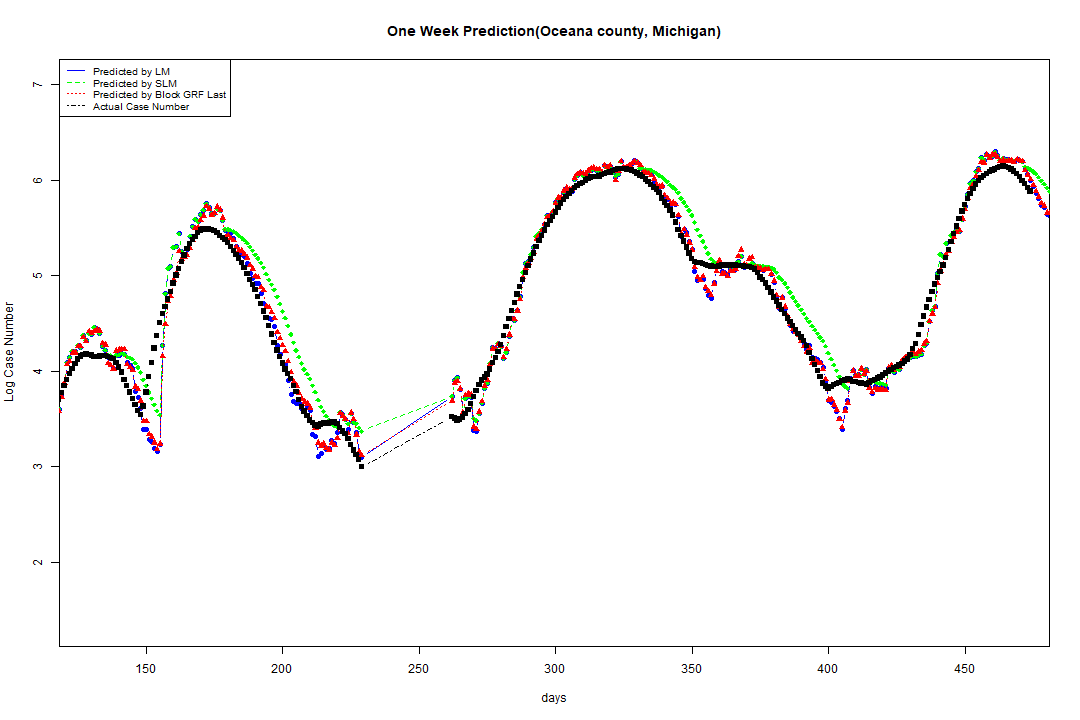 One Week Prediction(Oceana county, Michigan)
Predicted by LM
Predicted by SLM
Predicted by Block GRF Last
Actual Case Number
Log Case Number
7
6
5
4
3
2
150 200 250 300 350 400 450
days